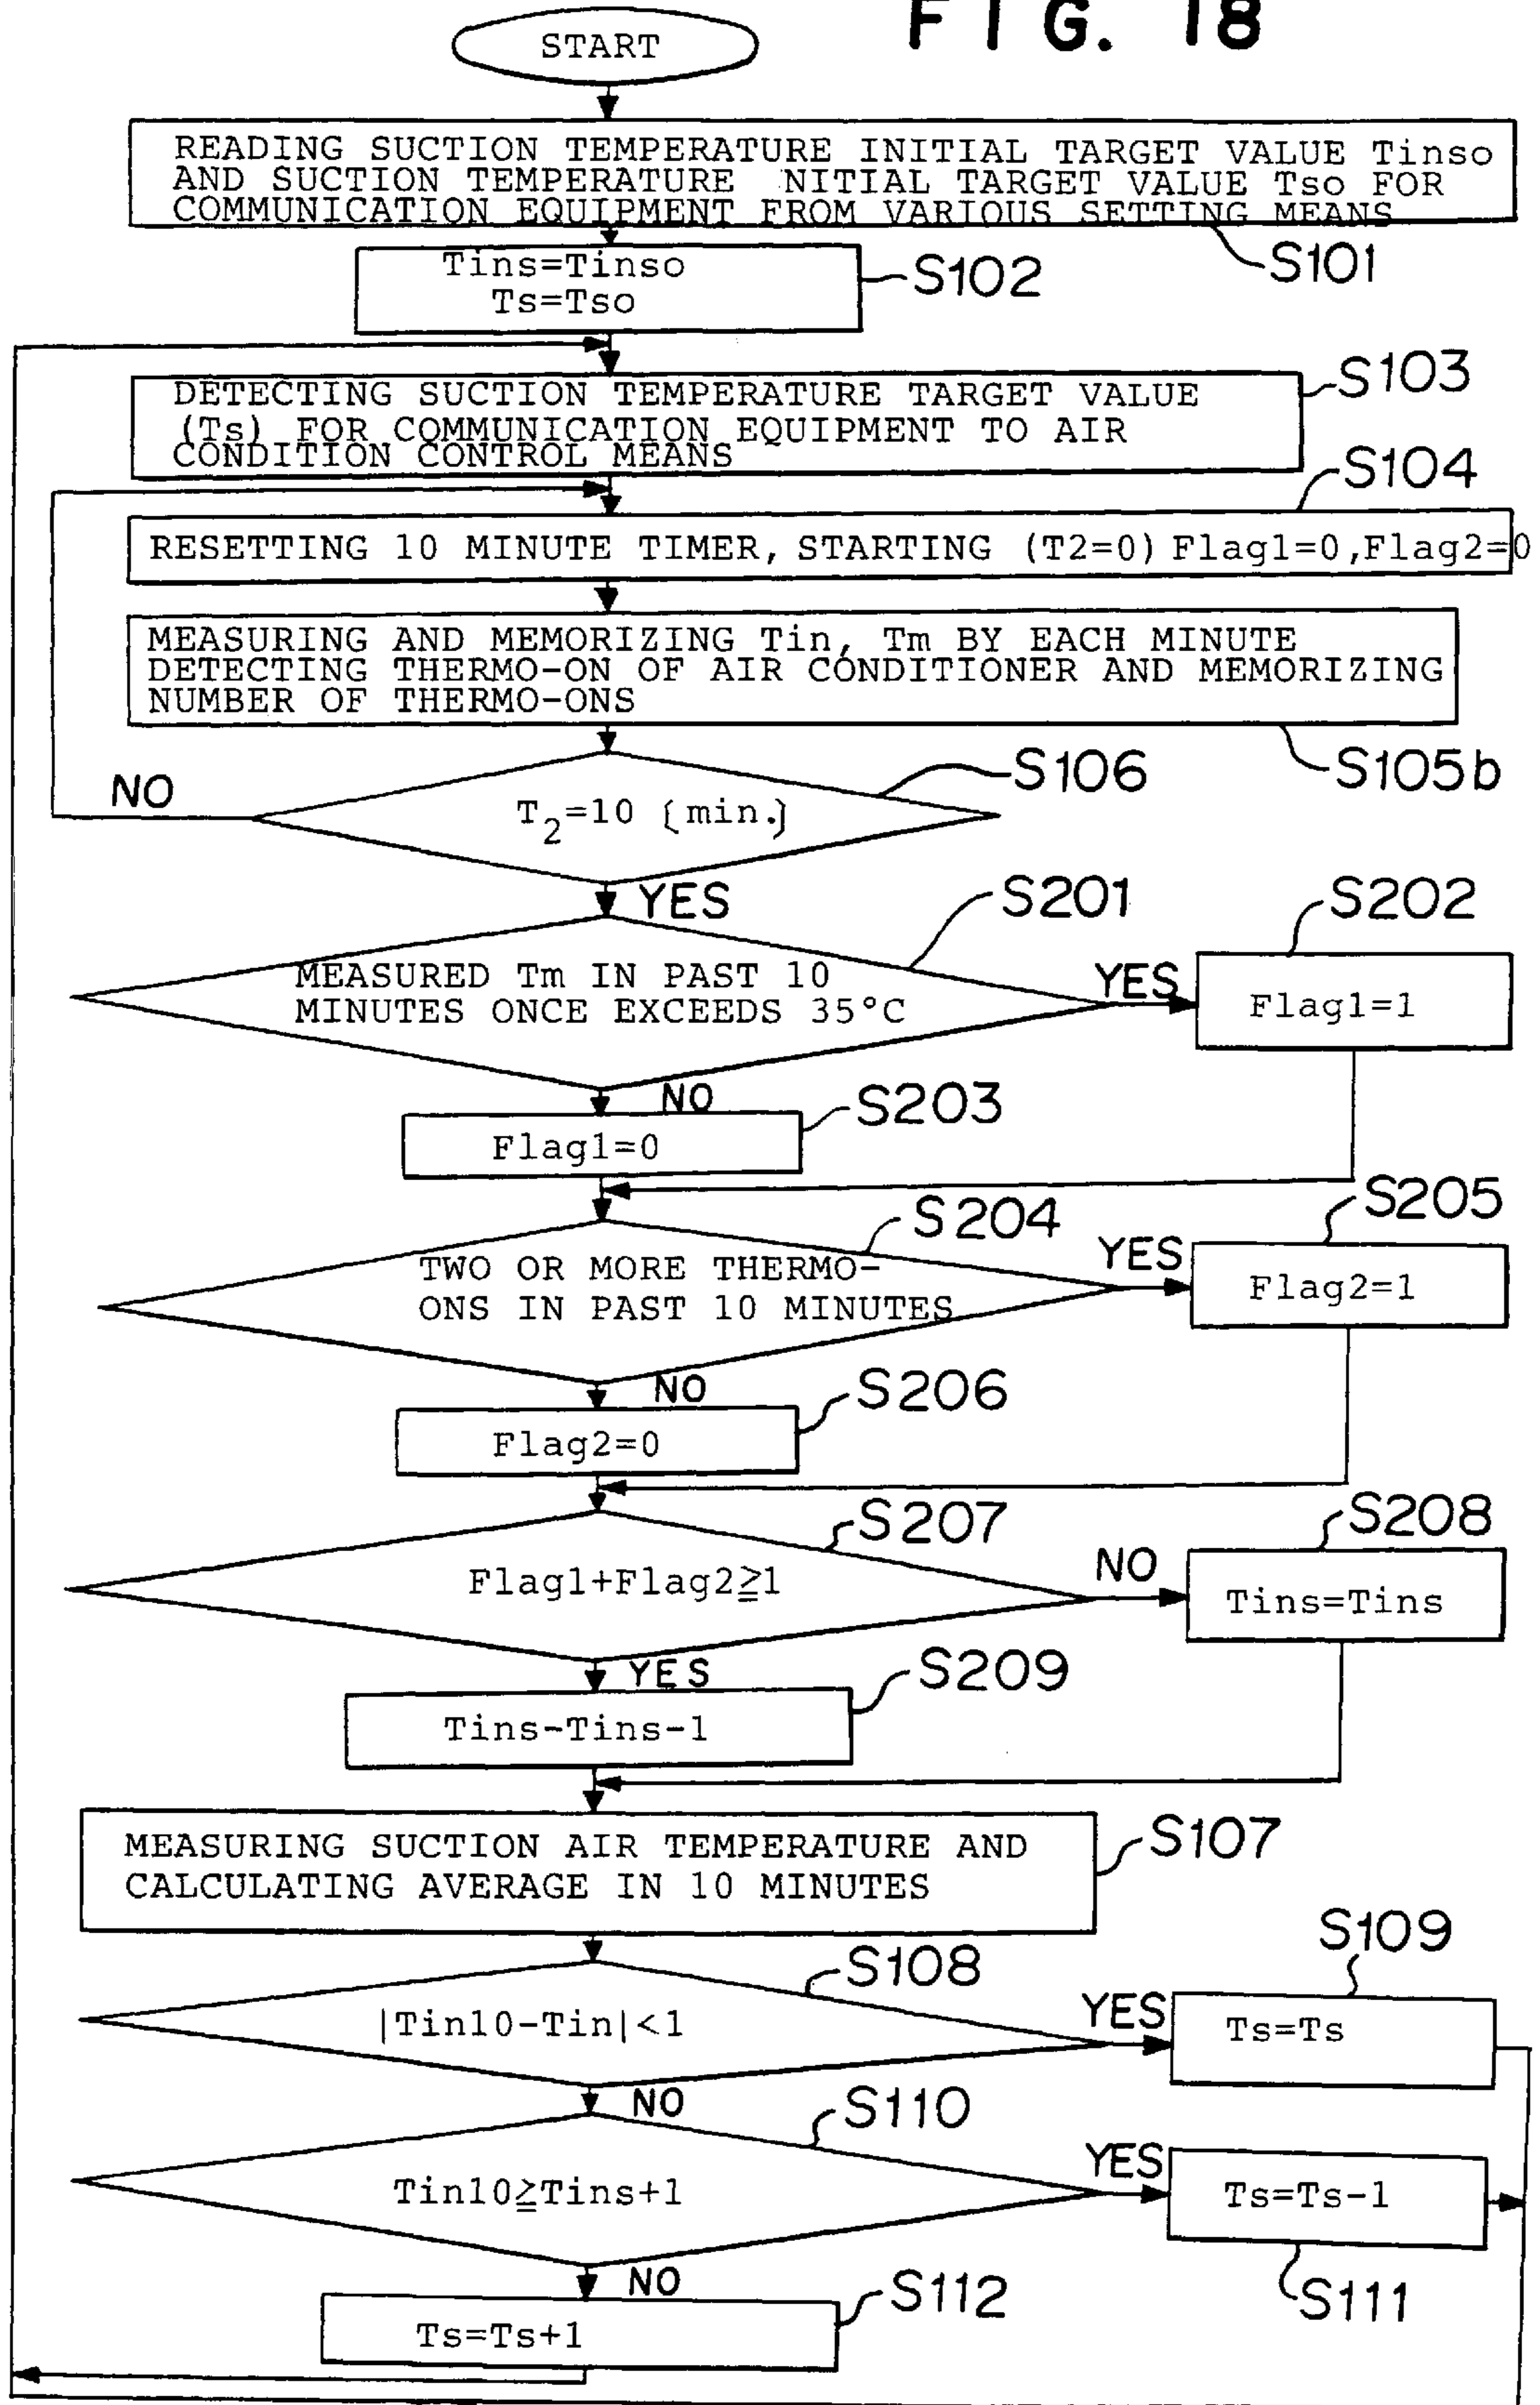 FIG. 18
START
READING SUCTION TEMPERATURE INITIAL TARGET VALUE Tinso
AND SUCTION TEMPERATURE NITIAL TARGET VALUE Tso FOR
COMMUNICATION EQUIPMENT FROM VARIOUS SETTING MEANS
S101
Tins=Tinso
Ts=Tso
S102
DETECTING SUCTION TEMPERATURE TARGET VALUE
(Ts) FOR COMMUNICATION EQUIPMENT TO AIR
CONDITION CONTROL MEANS
S103
S104
RESETTING 10 MINUTE TIMER, STARTING (T2=0) Flag1=0,Flag2=0
MEASURING AND MEMORIZING Tin, Tm BY EACH MINUTE
DETECTING THERMO-ON OF AIR CONDITIONER AND MEMORIZING
NUMBER OF THERMO-ONS
S105b
S106
NO
T2=10 (min.)
YES
S201
S202
MEASURED Tm IN PAST 10
MINUTES ONCE EXCEEDS 35°C
YES
Flag1=1
NO
S203
Flag1=0
S204
S205
TWO OR MORE THERMO-
ONS IN PAST 10 MINUTES
YES
Flag2=1
NO
S206
Flag2=0
S207
S208
Flag1+Flag2≧1
NO
Tins=Tins
YES
S209
Tins-Tins-1
MEASURING SUCTION AIR TEMPERATURE AND
CALCULATING AVERAGE IN 10 MINUTES
S107
S108
S109
|Tin10-Tin|<1
YES
Ts=Ts
NO
S110
Tin10≧Tins+1
YES
Ts=Ts-1
S111
NO
S112
Ts=Ts+1